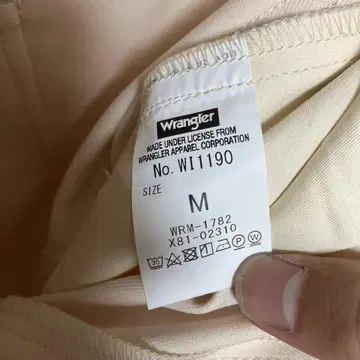 Wrangler
MADE UNDER LICENSE FROM
WRANGLER APPAREL CORPORATION
No. WI1190
SIZE
M
WRM-1782
X81-02310